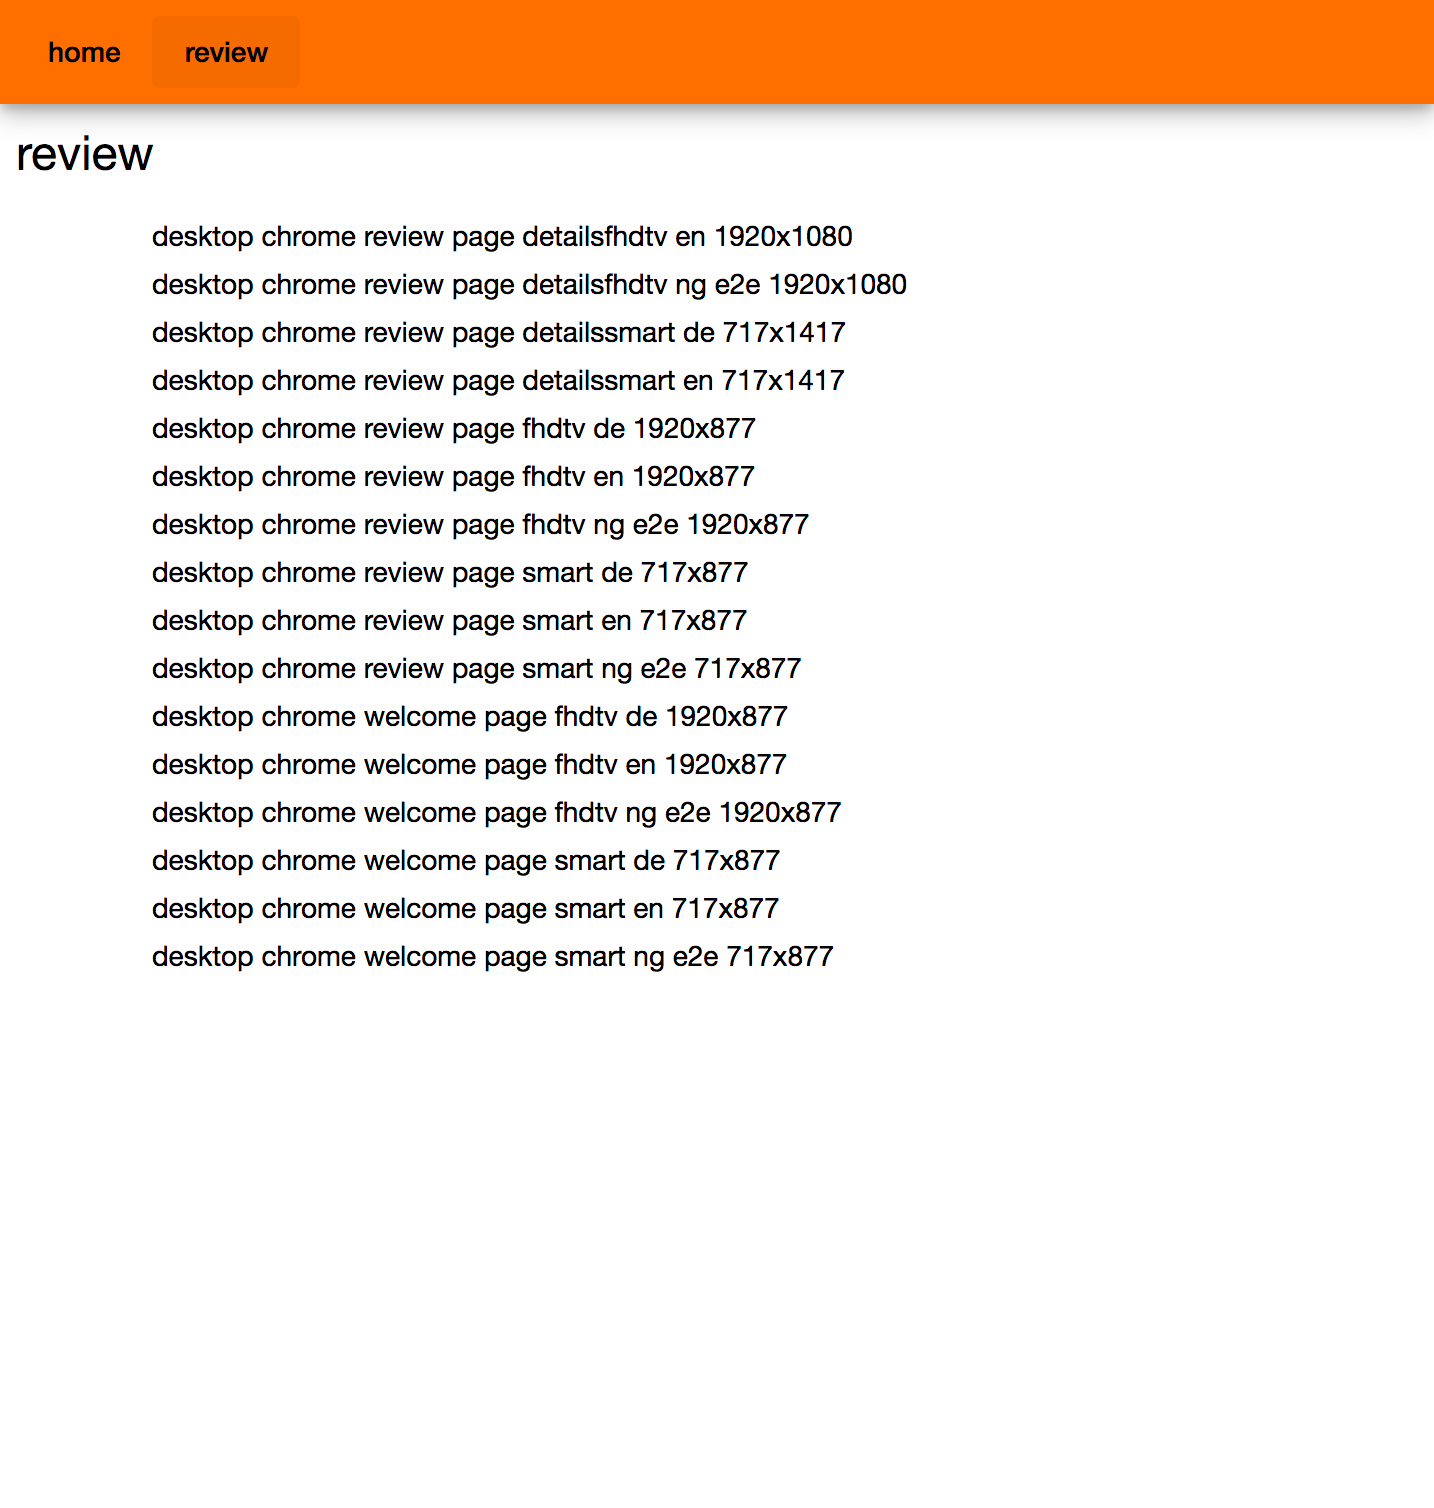 home review
review
desktop chrome review page detailsfhdtv en 1920x1080
desktop chrome review page detailsfhdtv ng e2e 1920x1080
desktop chrome review page detailssmart de 717x1417
desktop chrome review page detailssmart en 717x1417
desktop chrome review page fhdtv de 1920x877
desktop chrome review page fhdtv en 1920x877
desktop chrome review page fhdtv ng e2e 1920x877
desktop chrome review page smart de 717x877
desktop chrome review page smart en 717x877
desktop chrome review page smart ng e2e 717x877
desktop chrome welcome page fhdtv de 1920x877
desktop chrome welcome page fhdtv en 1920x877
desktop chrome welcome page fhdtv ng e2e 1920x877
desktop chrome welcome page smart de 717x877
desktop chrome welcome page smart en 717x877
desktop chrome welcome page smart ng e2e 717x877